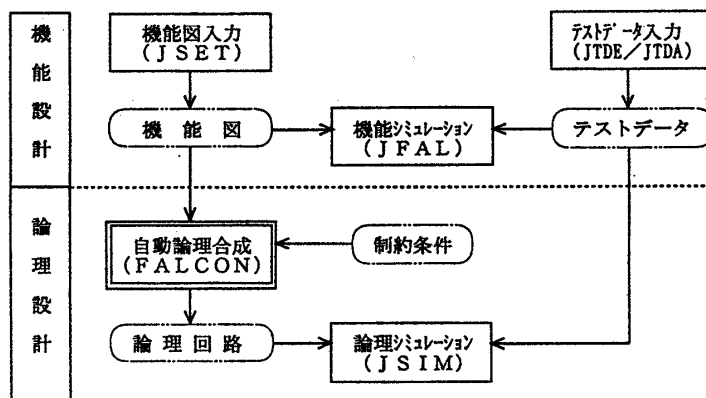 機能設計
機能図入力
(JSET)
テストデータ入力
(JTDE/JTDA)
機能図
機能シミュレーション
(JFAL)
テストデータ
論理設計
自動論理合成
(FALCON)
制約条件
論理回路
論理シミュレーション
(JSIM)